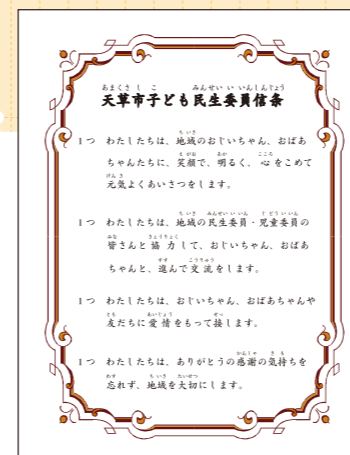 天草市子ども民生委員信条
1つ わたしたちは、地域のおじいちゃん、おばあ
ちゃんたちに、笑顔で、明るく、心をこめて
元気よくあいさつをします。
1つ わたしたちは、地域の民生委員・児童委員の
皆さんと協力して、おじいちゃん、おばあ
ちゃんと、進んで交流をします。
1つ わたしたちは、おじいちゃん、おばあちゃんや
友だちに愛情をもって接します。
1つ わたしたちは、ありがとうの感謝の気持ちを
忘れず、地域を大切にします。